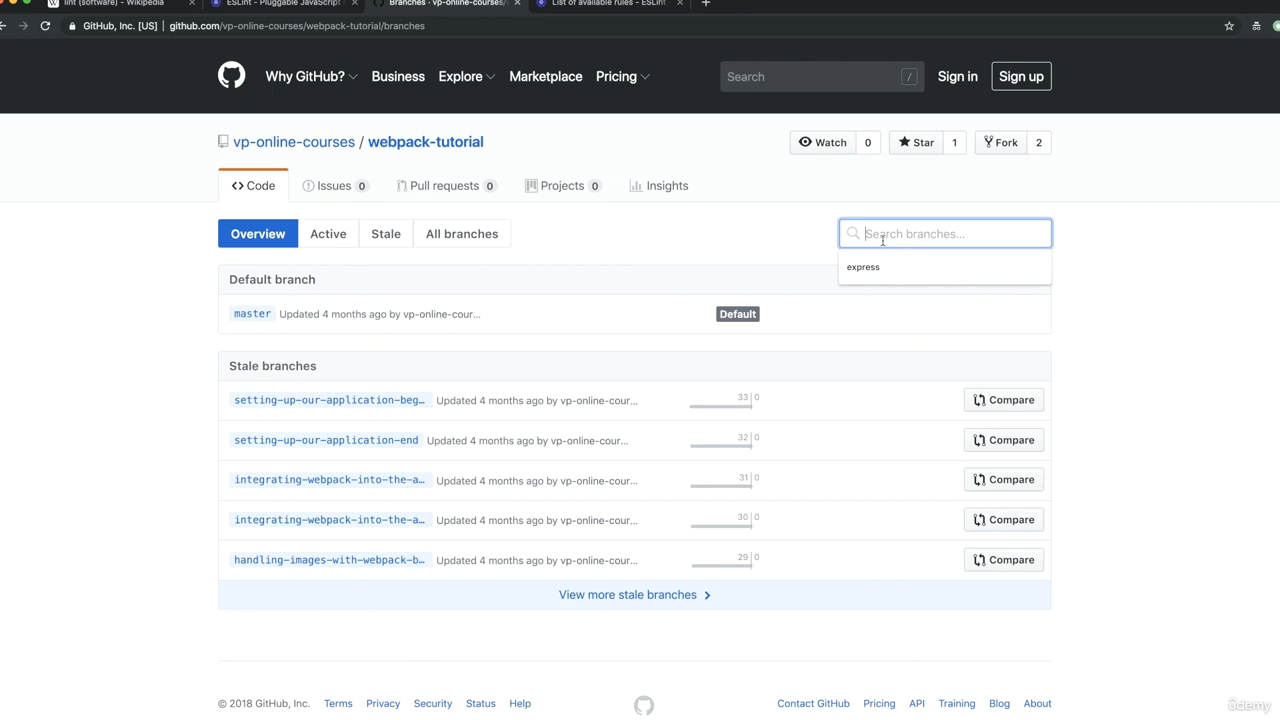 lint (software) - Wikipedia
ESLint - Pluggable JavaScript
Branches · vp-online-courses/
List of available rules - ESLint
GitHub, Inc. [US] | github.com/vp-online-courses/webpack-tutorial/branches
Why GitHub? Business Explore Marketplace Pricing Search / Sign in Sign up
vp-online-courses / webpack-tutorial Watch 0 Star 1 Fork 2
Code Issues 0 Pull requests 0 Projects 0 Insights
Overview Active Stale All branches Search branches...
express
Default branch
master Updated 4 months ago by vp-online-cour... Default
Stale branches
setting-up-our-application-beg… Updated 4 months ago by vp-online-cour... 33 0 Compare
setting-up-our-application-end Updated 4 months ago by vp-online-cour... 32 0 Compare
integrating-webpack-into-the-a… Updated 4 months ago by vp-online-cour... 31 0 Compare
integrating-webpack-into-the-a… Updated 4 months ago by vp-online-cour... 30 0 Compare
handling-images-with-webpack-b… Updated 4 months ago by vp-online-cour... 29 0 Compare
View more stale branches
© 2018 GitHub, Inc. Terms Privacy Security Status Help Contact GitHub Pricing API Training Blog About
ûdemy